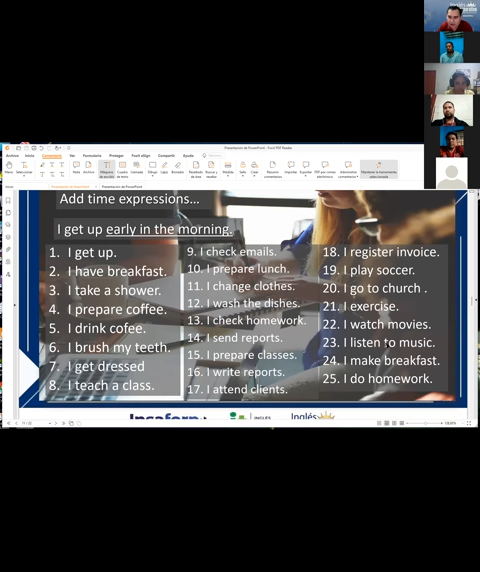 Presentación de PowerPoint - Foxit PDF Reader
Archivo Inicio Comentario Ver Formulario Proteger Foxit eSign Compartir Ayuda
Add time expressions...
I get up early in the morning.
1. I get up.
2. I have breakfast.
3. I take a shower.
4. I prepare coffee.
5. I drink cofee.
6. I brush my teeth.
7. I get dressed
8. I teach a class.
9. I check emails.
10. I prepare lunch.
11. I change clothes.
12. I wash the dishes.
13. I check homework.
14. I send reports.
15. I prepare classes.
16. I write reports.
17. I attend clients.
18. I register invoice.
19. I play soccer.
20. I go to church .
21. I exercise.
22. I watch movies.
23. I listen to music.
24. I make breakfast.
25. I do homework.
Insaforp
Inglés